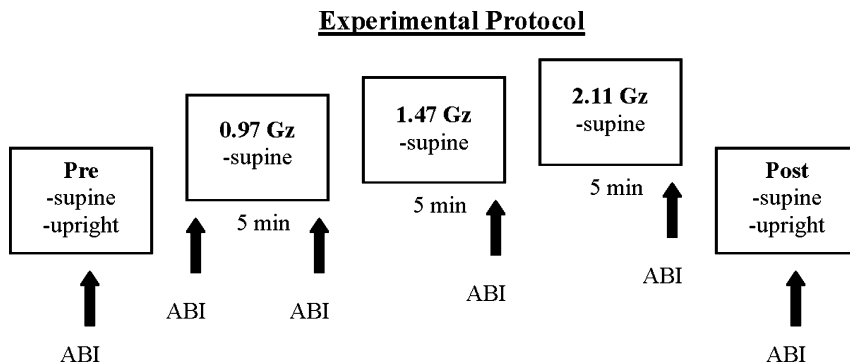 Experimental Protocol
Pre
-supine
-upright
ABI
0.97 Gz
-supine
5 min
ABI
ABI
1.47 Gz
-supine
5 min
ABI
2.11 Gz
-supine
5 min
ABI
Post
-supine
-upright
ABI